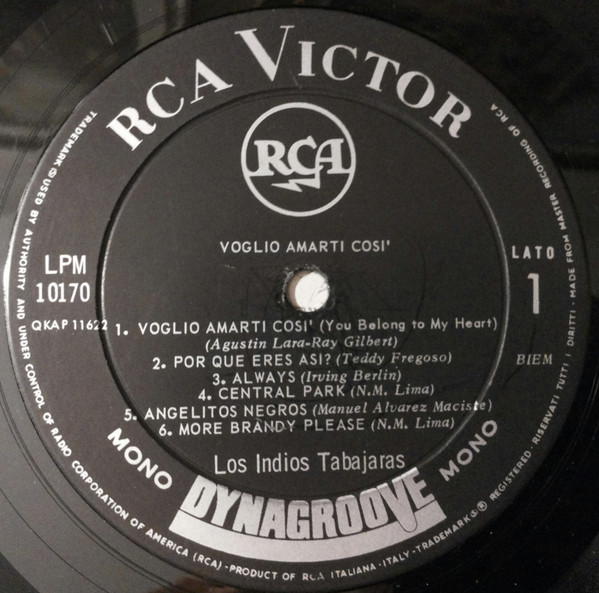 RCA VICTOR
RCA
VOGLIO AMARTI COSI'
LPM
10170
QKAP 11622
LATO
1
BIEM
1. VOGLIO AMARTI COSI' (You Belong to My Heart)
(Agustin Lara-Ray Gilbert)
2. POR QUE ERES ASI? (Teddy Fregoso)
3. ALWAYS (Irving Berlin)
4. CENTRAL PARK (N.M. Lima)
5. ANGELITOS NEGROS (Manuel Alvarez Maciste)
6. MORE BRANDY PLEASE (N.M. Lima)
Los Indios Tabajaras
MONO
DYNAGROOVE
MONO
TRADEMARK ® USED BY AUTHORITY AND UNDER CONTROL OF RADIO CORPORATION OF AMERICA (RCA) - PRODUCT OF RCA ITALIANA - ITALY - TRADEMARKS ® REGISTERED - RISERVATI TUTTI I DIRITTI - MADE FROM MASTER RECORDING OF RCA